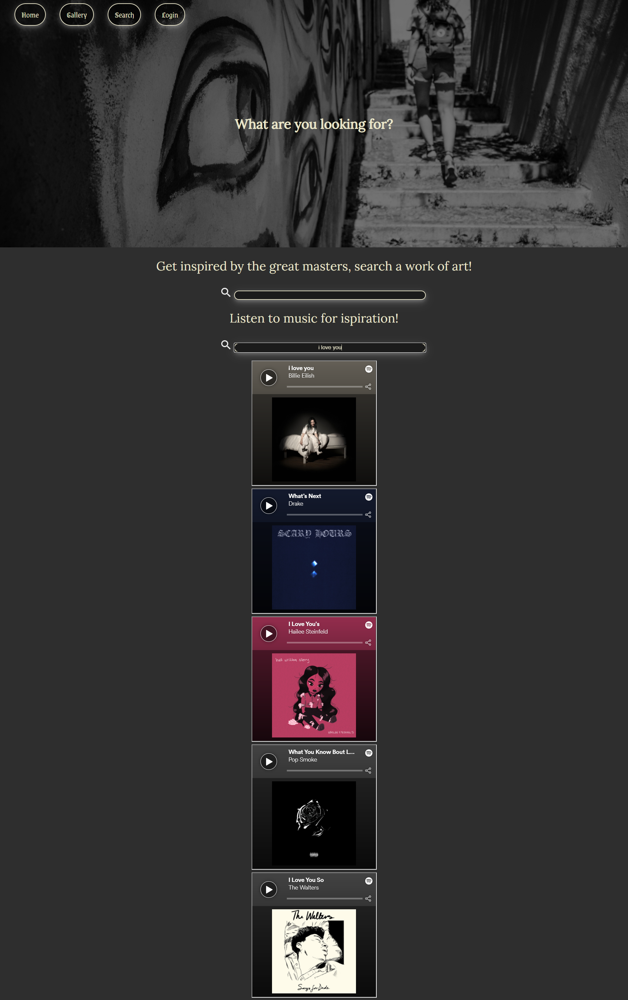 Home Gallery Search Login
What are you looking for?
Get inspired by the great masters, search a work of art!
Listen to music for ispiration!
i love you
i love you
Billie Eilish
What's Next
Drake
SCARY HOURS
I Love You's
Hailee Steinfeld
half written story
HAILEE STEINFELD
What You Know Bout L...
Pop Smoke
I Love You So
The Walters
The Walters
Songs for Dads